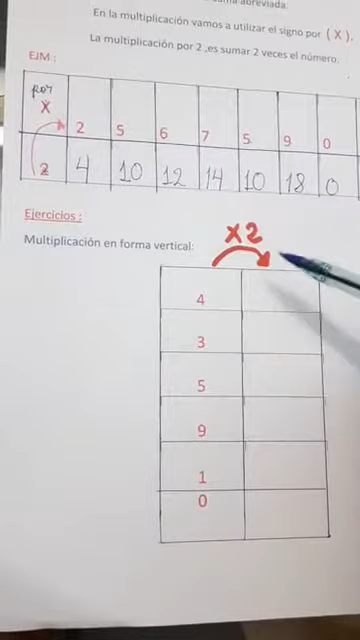 abreviada.
En la multiplicación vamos a utilizar el signo por ( X ).
La multiplicación por 2 ,es sumar 2 veces el número.
EJM :
por
X 2 5 6 7 5 9 0
2 4 10 12 14 10 18 0
Ejercicios :
Multiplicación en forma vertical:
X2
4
3
5
9
1
0